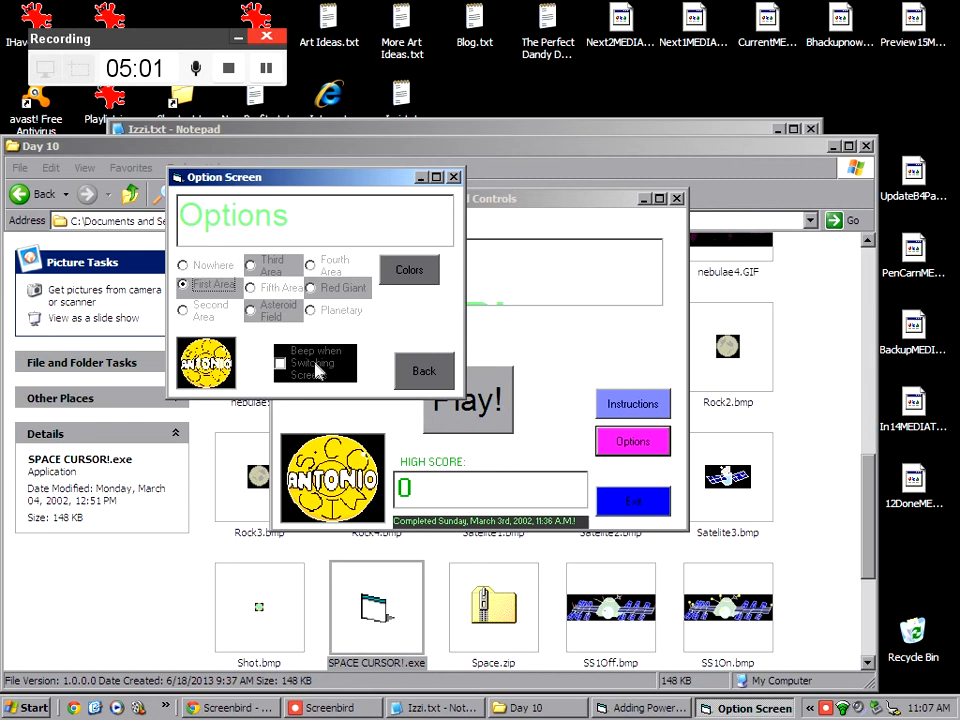 Recording
05:01
IHav
Art Ideas.txt
More Art
Ideas.txt
Blog.txt
The Perfect
Dandy D...
Next2MEDIA...
Next1MEDIA...
CurrentME...
Bhackupnow...
Preview15M...
avast! Free
Antivirus
Izzi.txt - Notepad
Day 10
File
Edit
View
Favorites
Back
Address
C:\Documents and Se
Go
Option Screen
Options
Nowhere
Third
Area
Fourth
Area
First Area
Fifth Area
Red Giant
Second
Area
Asteroid
Field
Planetary
Colors
ANTONIO
Beep when
Switching
Back
d Controls
Play!
Instructions
Options
Exit
HIGH SCORE:
0
ANTONIO
Completed Sunday, March 3rd, 2002, 11:36 A.M.!
Picture Tasks
Get pictures from camera
or scanner
View as a slide show
File and Folder Tasks
Other Places
Details
SPACE CURSOR!.exe
Application
Date Modified: Monday, March
04, 2002, 12:51 PM
Size: 148 KB
nebulae4.GIF
Rock2.bmp
Rock3.bmp
Rock4.bmp
Satelite1.bmp
Satelite2.bmp
Satelite3.bmp
Shot.bmp
SPACE CURSOR!.exe
Space.zip
SS1Off.bmp
SS1On.bmp
UpdateB4Pa...
PenCarnME...
BackupMEDI...
In14MEDIAT...
12DoneME...
Recycle Bin
File Version: 1.0.0.0 Date Created: 6/18/2013 9:37 AM Size: 148 KB
148 KB
My Computer
Start
Screenbird - ...
Screenbird
Izzi.txt - Not...
Day 10
Adding Power...
Option Screen
11:07 AM